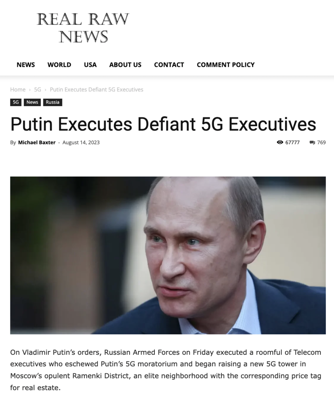 REAL RAW
NEWS
NEWS WORLD USA ABOUT US CONTACT COMMENT POLICY
Home › 5G › Putin Executes Defiant 5G Executives
5G News Russia
Putin Executes Defiant 5G Executives
By Michael Baxter - August 14, 2023 67777 769
On Vladimir Putin's orders, Russian Armed Forces on Friday executed a roomful of Telecom
executives who eschewed Putin's 5G moratorium and began raising a new 5G tower in
Moscow's opulent Ramenki District, an elite neighborhood with the corresponding price tag
for real estate.